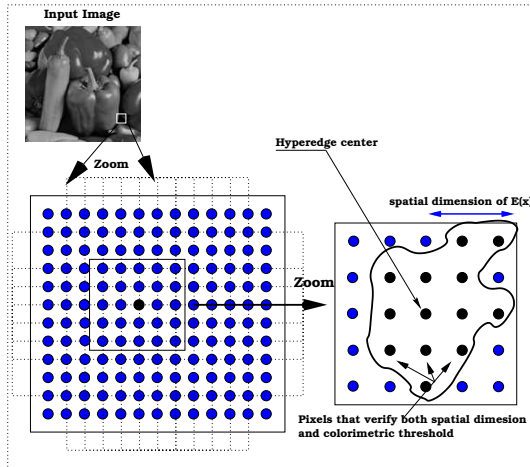 Input Image
Zoom
Hyperedge center
spatial dimension of E(x)
Zoom
Pixels that verify both spatial dimesion
and colorimetric threshold